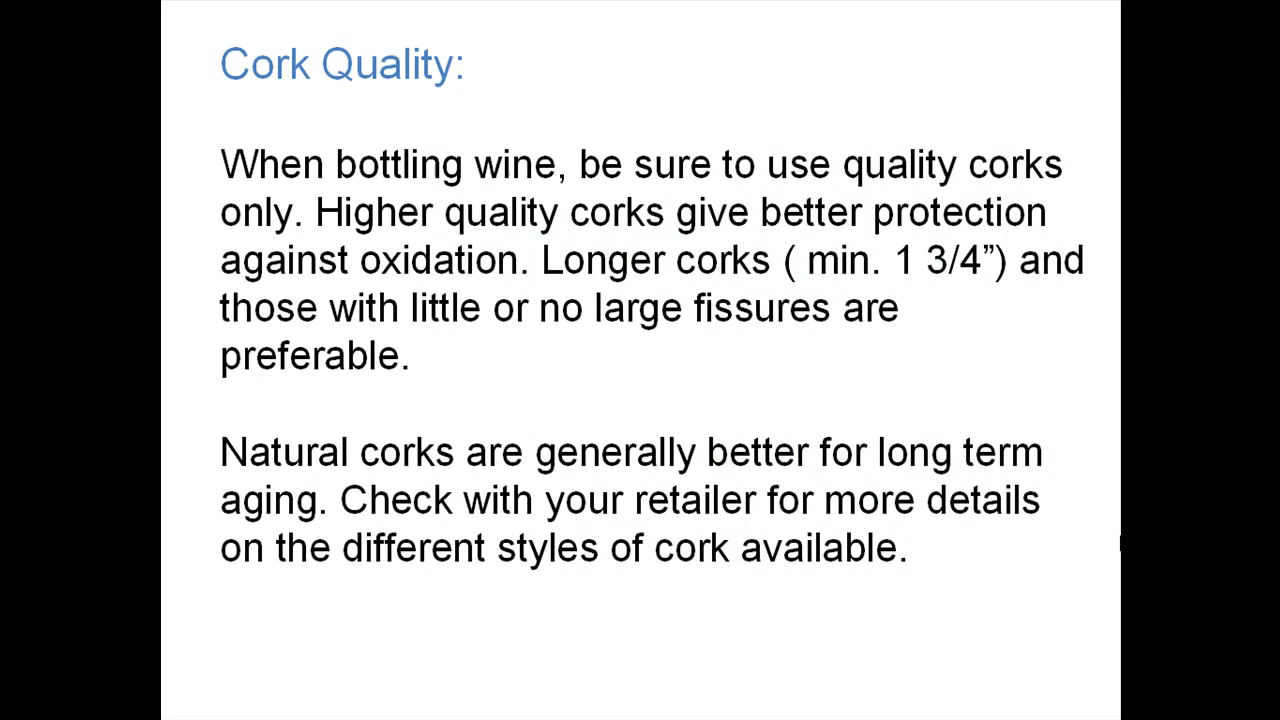 Cork Quality:
When bottling wine, be sure to use quality corks
only. Higher quality corks give better protection
against oxidation. Longer corks ( min. 1 3/4”) and
those with little or no large fissures are
preferable.
Natural corks are generally better for long term
aging. Check with your retailer for more details
on the different styles of cork available.